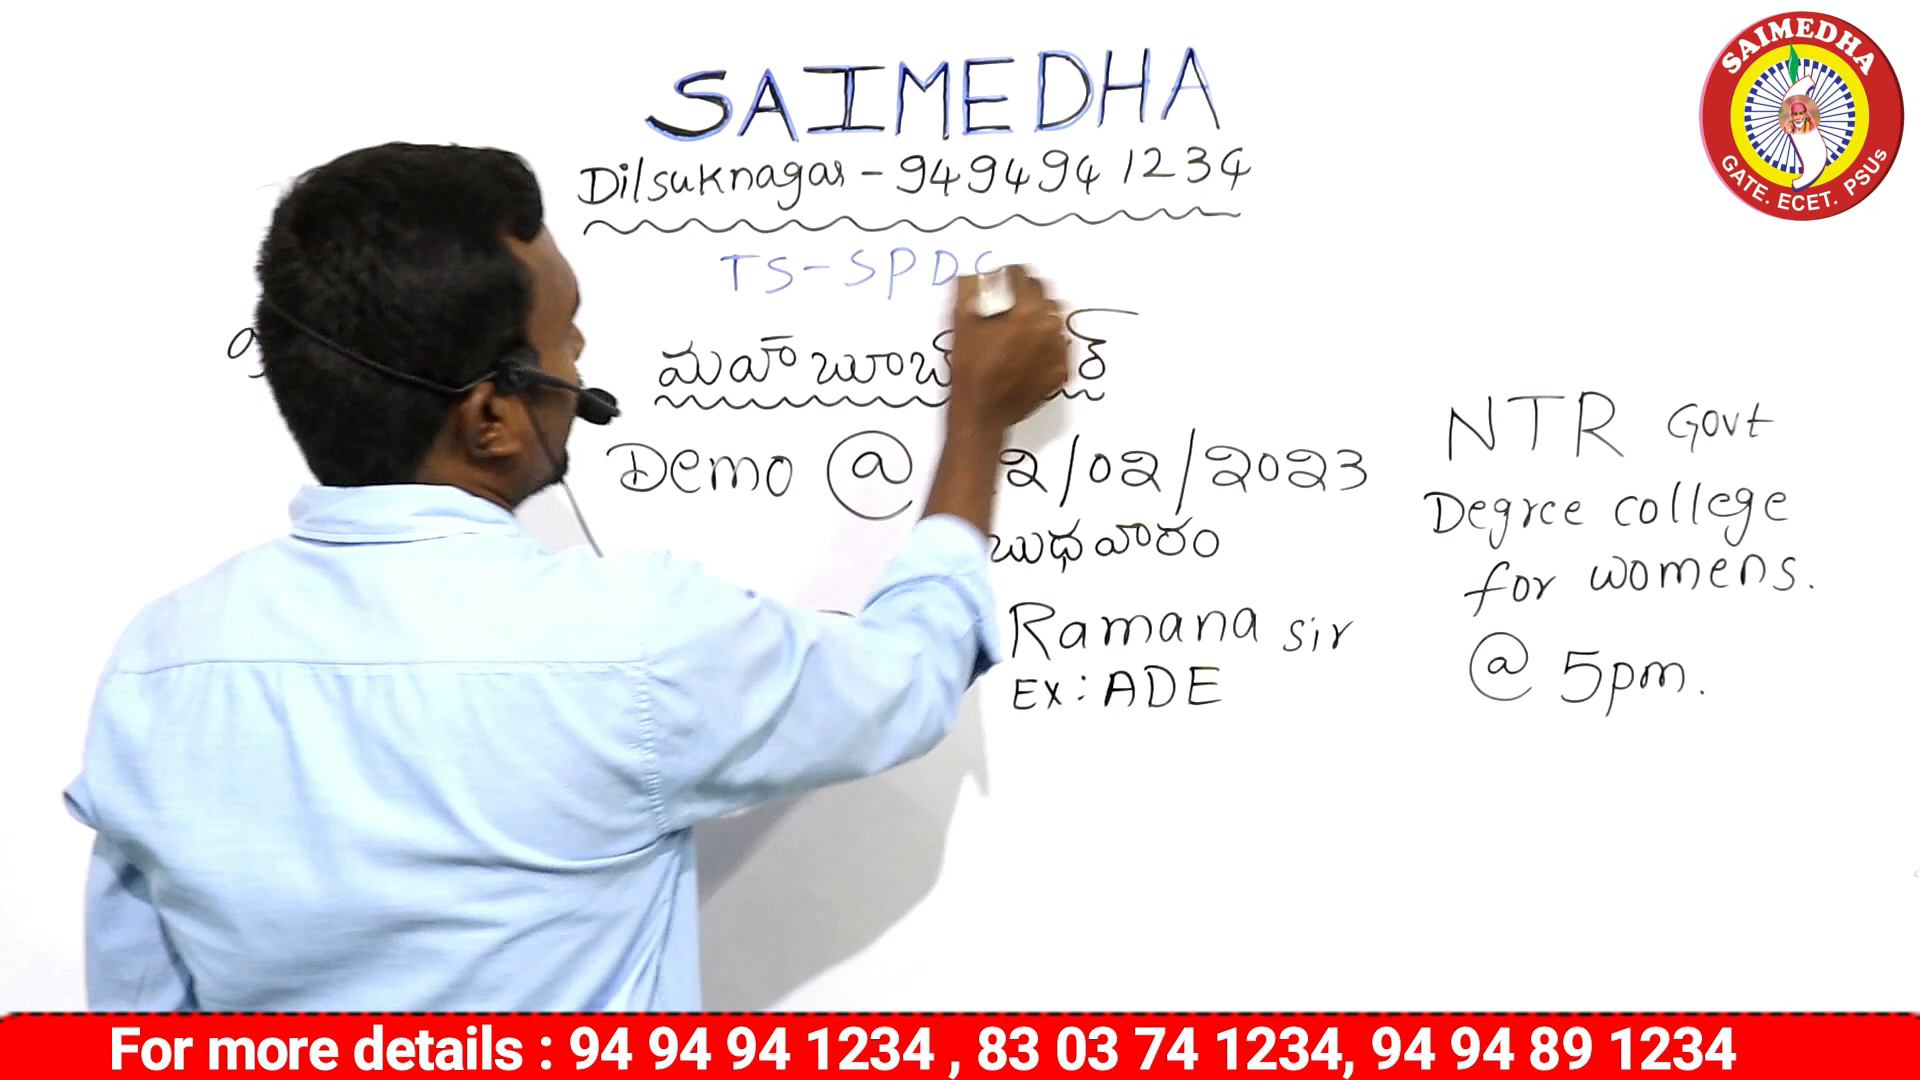 SAIMEDHA
Dilsuknagar - 9494941234
TS-SPDC
మహబూబ్
Demo @ 2/02/2023
బుధవారం
Ramana sir
EX: ADE
NTR Govt
Degree college
for womens.
@ 5pm.
SAIMEDHA
GATE. ECET. PSUs
For more details : 94 94 94 1234 , 83 03 74 1234, 94 94 89 1234